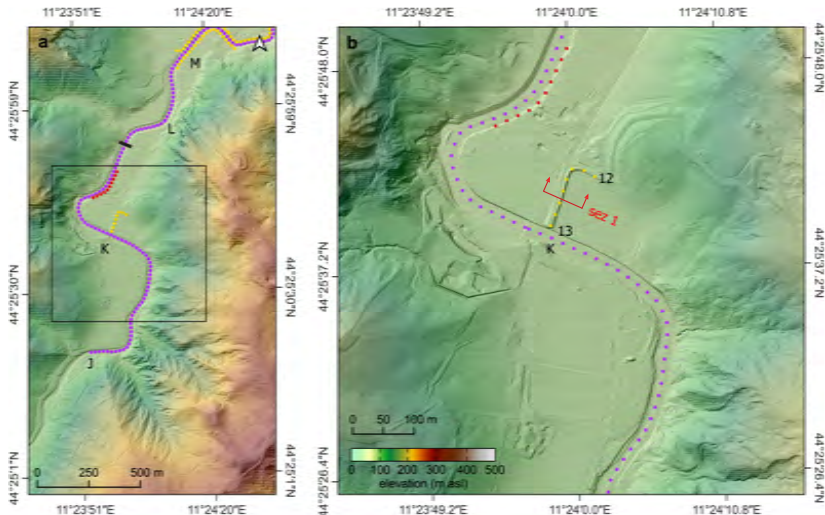 11°23'51"E 11°24'20"E
a
M
L
K
J
44°25'59"N
44°25'30"N
44°25'1"N
44°25'59"N
44°25'30"N
44°25'1"N
0 250 500 m
11°23'51"E 11°24'20"E
11°23'49.2"E 11°24'0"E 11°24'10.8"E
b
44°25'48.0"N
44°25'37.2"N
44°25'26.4"N
44°25'48.0"N
44°25'37.2"N
44°25'26.4"N
12
sez 1
13
K
0 50 100 m
0 100 200 300 400 500
elevation (m asl)
11°23'49.2"E 11°24'0"E 11°24'10.8"E